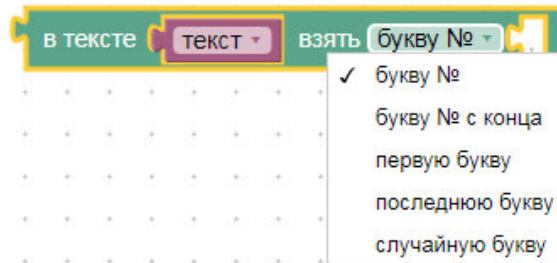 в тексте текст взять букву №
✓ букву №
букву № с конца
первую букву
последнюю букву
случайную букву